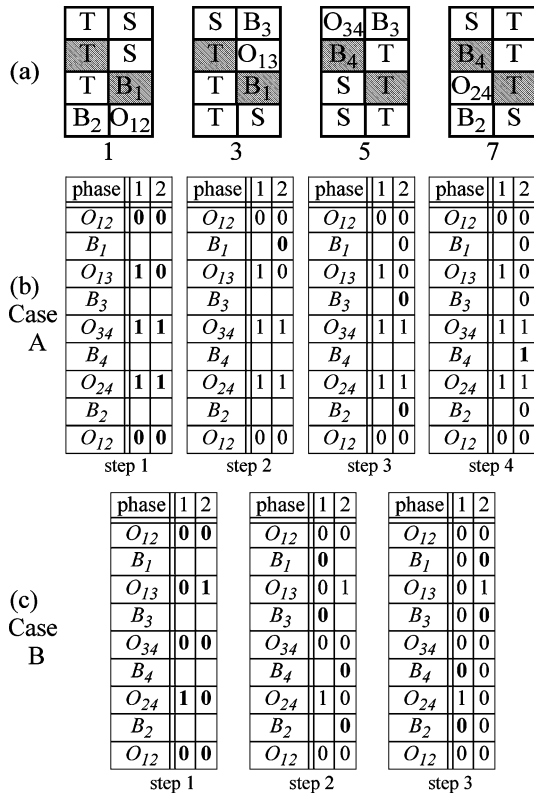 T S S B3 O34 B3 B4 T
(a) T S T O13 B4 T O24 T
T B1 T B1 S T B2 S
B2 O12 T S S T
1 3 5 7
phase 1 2 phase 1 2 phase 1 2 phase 1 2
O12 0 0 O12 0 0 O12 0 0 O12 0 0
B1 B1 0 B1 0 B1 0
O13 1 0 O13 1 0 O13 1 0 O13 1 0
(b) B3 B3 B3 0 B3 0
Case O34 1 1 O34 1 1 O34 1 1 O34 1 1
A B4 B4 B4 B4 1
O24 1 1 O24 1 1 O24 1 1 O24 1 1
B2 B2 B2 0 B2 0
O12 0 0 O12 0 0 O12 0 0 O12 0 0
step 1 step 2 step 3 step 4
phase 1 2 phase 1 2 phase 1 2
O12 0 0 O12 0 0 O12 0 0
B1 B1 0 B1 0 0
O13 0 1 O13 0 1 O13 0 1
(c) B3 B3 0 B3 0 0
Case O34 0 0 O34 0 0 O34 0 0
B B4 B4 0 B4 0 0
O24 1 0 O24 1 0 O24 1 0
B2 B2 0 B2 0 0
O12 0 0 O12 0 0 O12 0 0
step 1 step 2 step 3